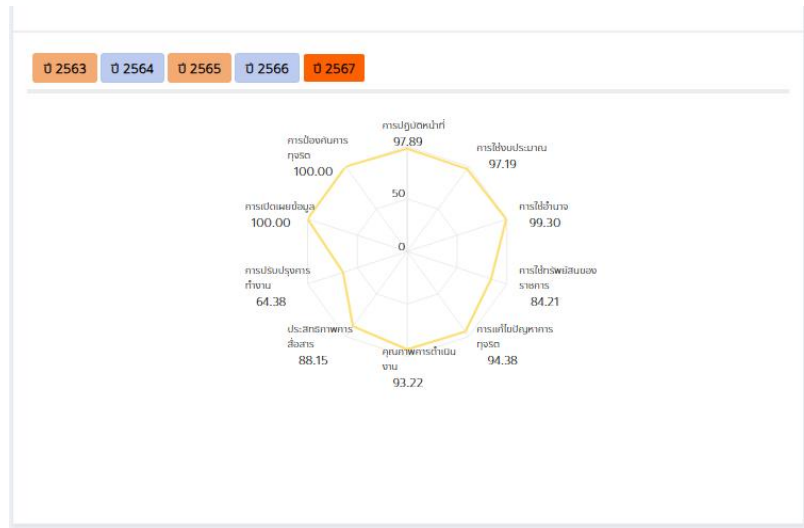 ปี 2563 ปี 2564 ปี 2565 ปี 2566 ปี 2567
การปฏิบัติหน้าที่
97.89
การใช้งบประมาณ
97.19
การใช้อำนาจ
99.30
การใช้ทรัพย์สินของ
ราชการ
84.21
การแก้ไขปัญหาการ
ทุจริต
94.38
คุณภาพการดำเนิน
งาน
93.22
ประสิทธิภาพการ
สื่อสาร
88.15
การปรับปรุงการ
ทำงาน
64.38
การเปิดเผยข้อมูล
100.00
การป้องกันการ
ทุจริต
100.00
50
0